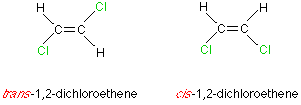 H Cl
C=C
Cl H
H H
C=C
Cl Cl
trans-1,2-dichloroethene
cis-1,2-dichloroethene